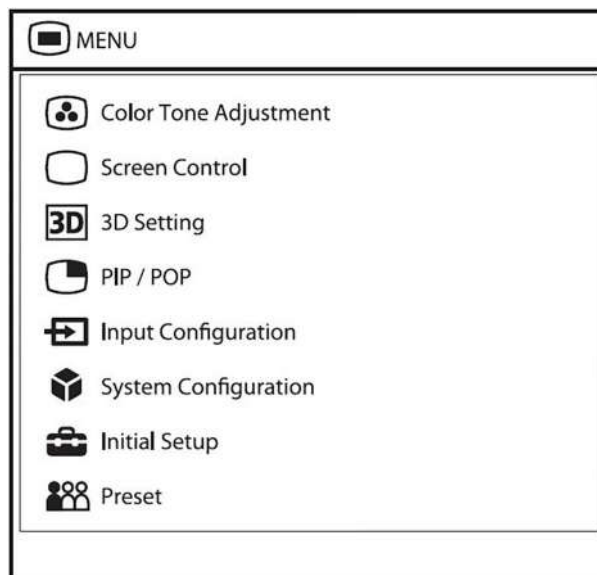 MENU
Color Tone Adjustment
Screen Control
3D 3D Setting
PIP / POP
Input Configuration
System Configuration
Initial Setup
Preset